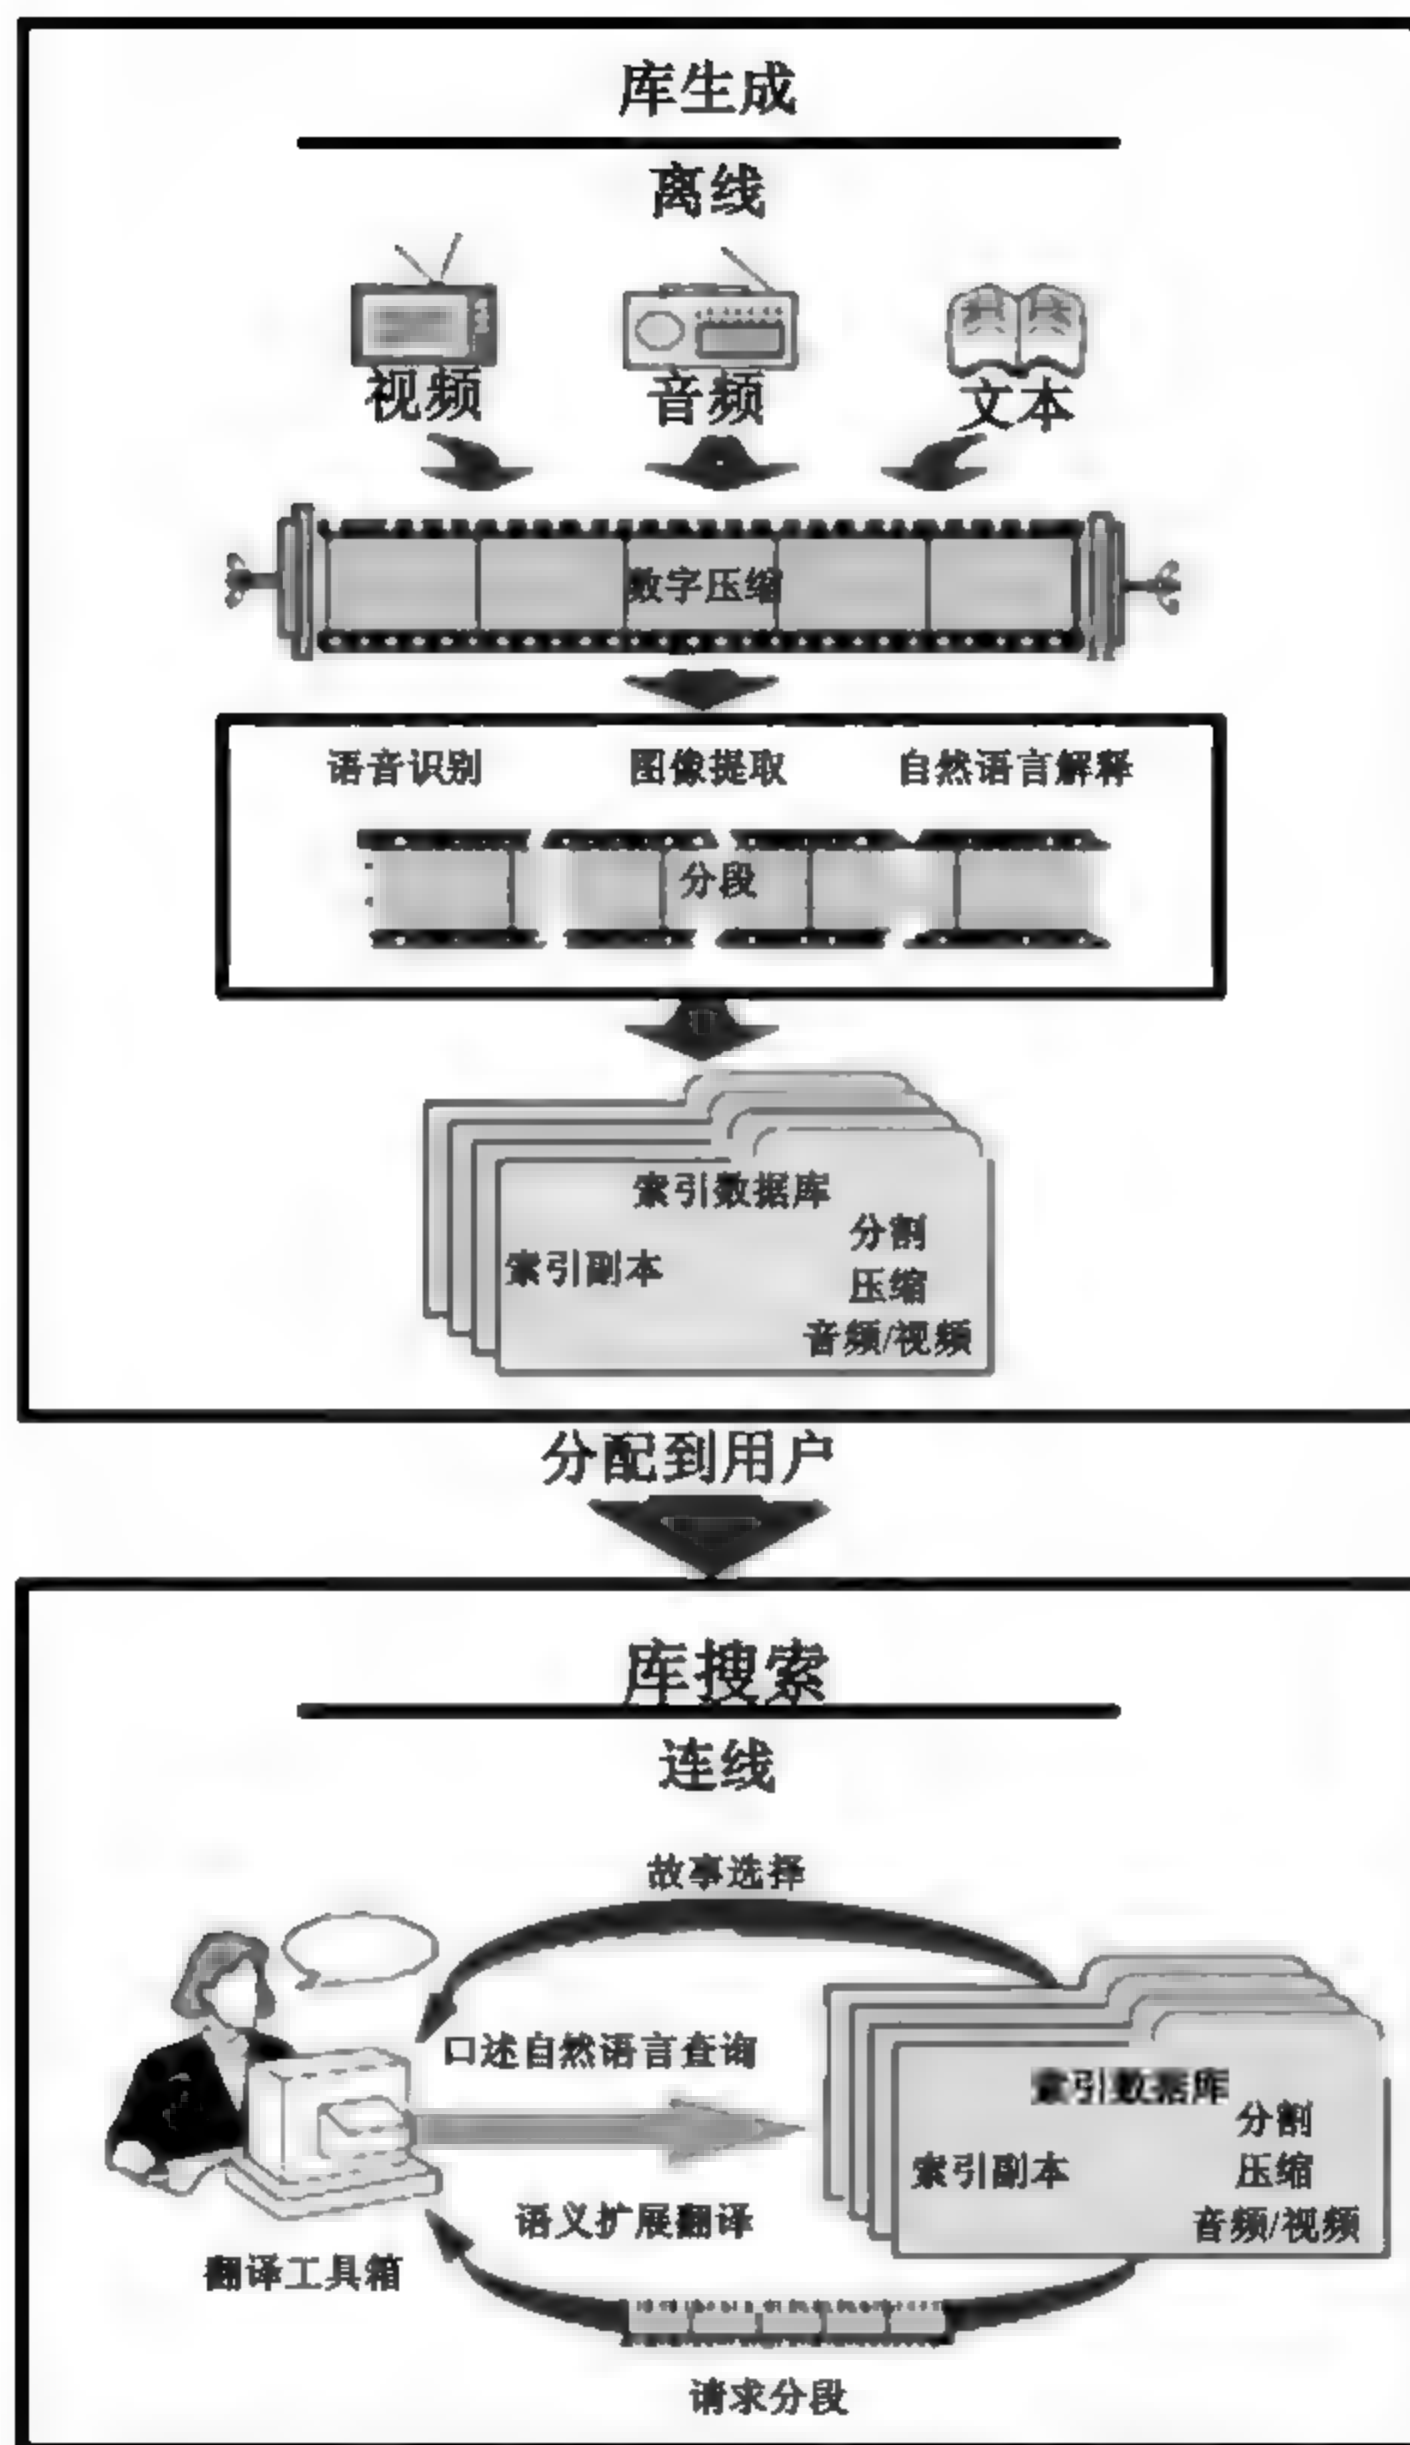 库生成
离线
视频 音频 文本
数字压缩
语音识别 图像提取 自然语言解释
分段
索引数据库
分割
索引副本
压缩
音频/视频
分配到用户
库搜索
连线
故事选择
口述自然语言查询
索引数据库
分割
索引副本
压缩
语义扩展翻译
音频/视频
翻译工具箱
请求分段